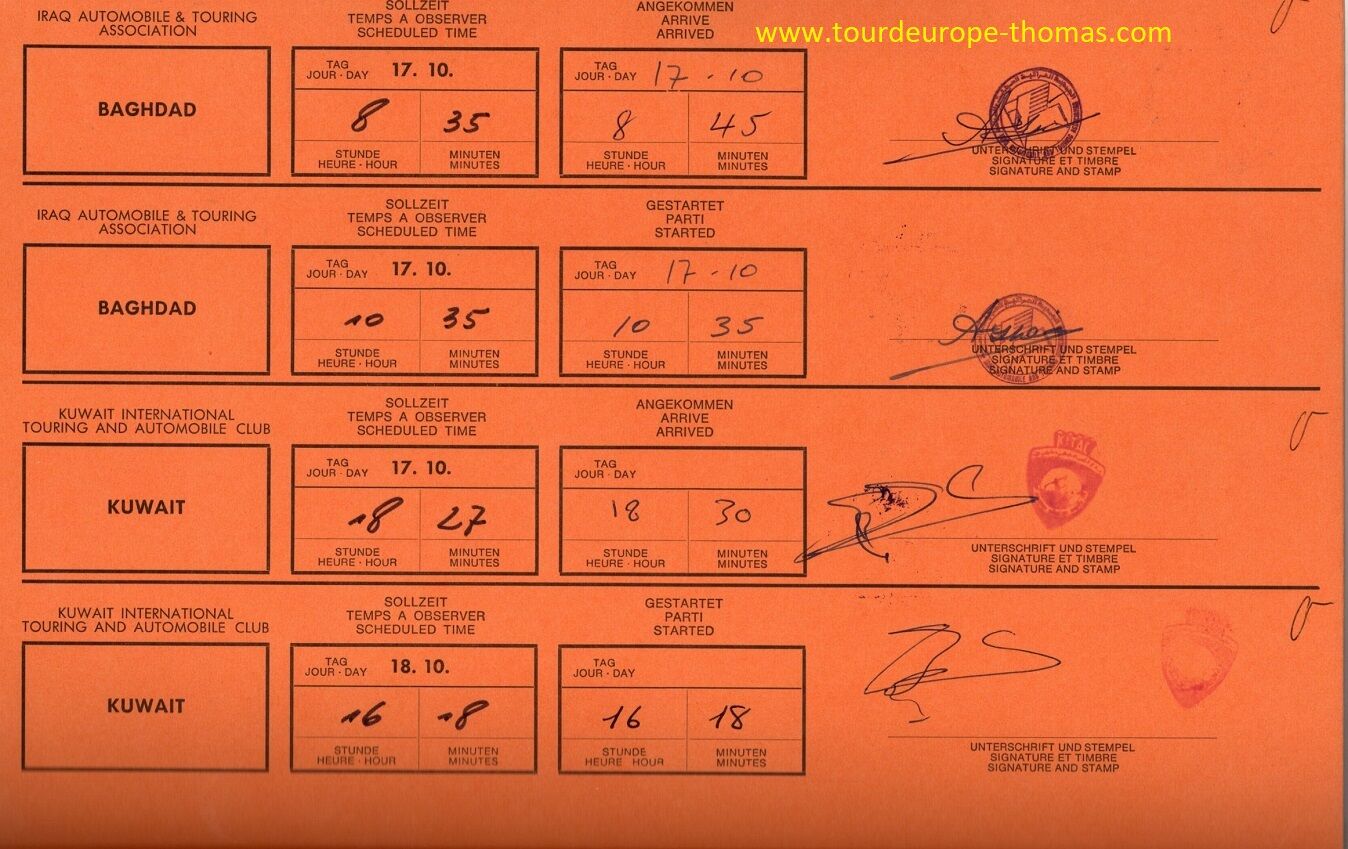 www.tourdeurope-thomas.com
IRAQ AUTOMOBILE & TOURING
ASSOCIATION
BAGHDAD
SOLLZEIT
TEMPS A OBSERVER
SCHEDULED TIME
TAG
JOUR · DAY 17. 10.
8 35
STUNDE MINUTEN
HEURE · HOUR MINUTES
ANGEKOMMEN
ARRIVE
ARRIVED
TAG
JOUR · DAY 17 - 10
8 45
STUNDE MINUTEN
HEURE · HOUR MINUTES
UNTERSCHRIFT UND STEMPEL
SIGNATURE ET TIMBRE
SIGNATURE AND STAMP
IRAQ AUTOMOBILE & TOURING
ASSOCIATION
BAGHDAD
SOLLZEIT
TEMPS A OBSERVER
SCHEDULED TIME
TAG
JOUR · DAY 17. 10.
10 35
STUNDE MINUTEN
HEURE · HOUR MINUTES
GESTARTET
PARTI
STARTED
TAG
JOUR · DAY 17 - 10
10 35
STUNDE MINUTEN
HEURE · HOUR MINUTES
UNTERSCHRIFT UND STEMPEL
SIGNATURE ET TIMBRE
SIGNATURE AND STAMP
KUWAIT INTERNATIONAL
TOURING AND AUTOMOBILE CLUB
KUWAIT
SOLLZEIT
TEMPS A OBSERVER
SCHEDULED TIME
TAG
JOUR · DAY 17. 10.
18 27
STUNDE MINUTEN
HEURE · HOUR MINUTES
ANGEKOMMEN
ARRIVE
ARRIVED
TAG
JOUR · DAY
18 30
STUNDE MINUTEN
HEURE · HOUR MINUTES
KITAC
UNTERSCHRIFT UND STEMPEL
SIGNATURE ET TIMBRE
SIGNATURE AND STAMP
KUWAIT INTERNATIONAL
TOURING AND AUTOMOBILE CLUB
KUWAIT
SOLLZEIT
TEMPS A OBSERVER
SCHEDULED TIME
TAG
JOUR · DAY 18. 10.
16 18
STUNDE MINUTEN
HEURE · HOUR MINUTES
GESTARTET
PARTI
STARTED
TAG
JOUR · DAY
16 18
STUNDE MINUTEN
HEURE HOUR MINUTES
UNTERSCHRIFT UND STEMPEL
SIGNATURE ET TIMBRE
SIGNATURE AND STAMP